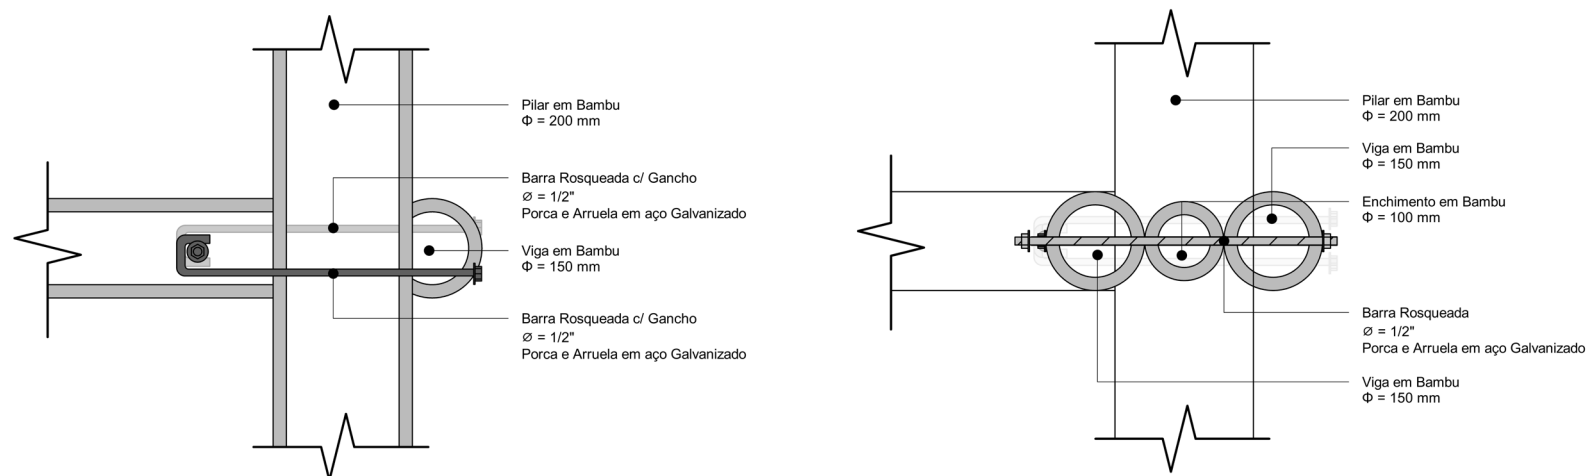 Pilar em Bambu
Φ = 200 mm
Barra Rosqueada c/ Gancho
⌀ = 1/2"
Porca e Arruela em aço Galvanizado
Viga em Bambu
Φ = 150 mm
Barra Rosqueada c/ Gancho
⌀ = 1/2"
Porca e Arruela em aço Galvanizado
Pilar em Bambu
Φ = 200 mm
Viga em Bambu
Φ = 150 mm
Enchimento em Bambu
Φ = 100 mm
Barra Rosqueada
⌀ = 1/2"
Porca e Arruela em aço Galvanizado
Viga em Bambu
Φ = 150 mm